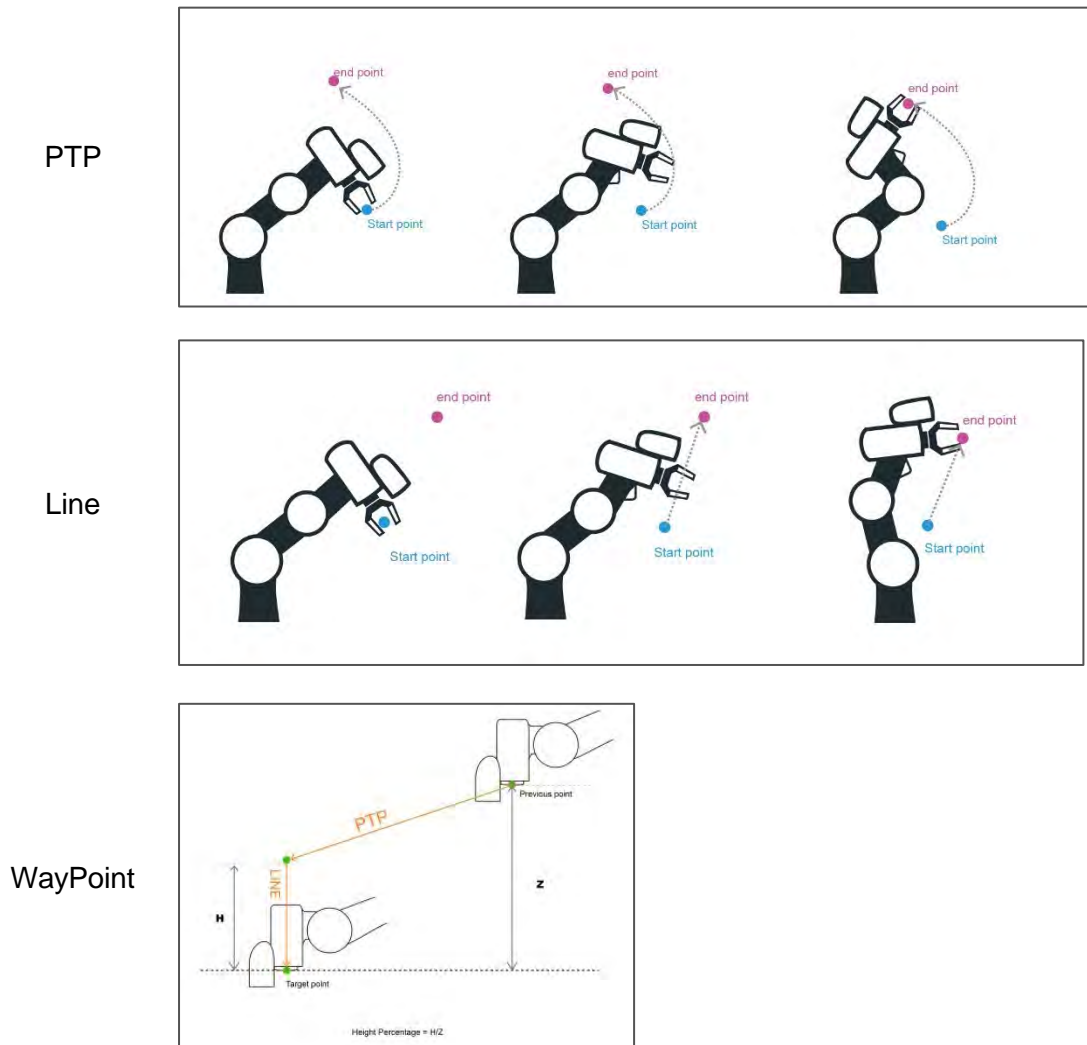 PTP
end point
Start point
end point
Start point
end point
Start point
Line
end point
Start point
end point
Start point
end point
Start point
WayPoint
Previous point
PTP
LINE
H
Z
Target point
Height Percentage = H/Z